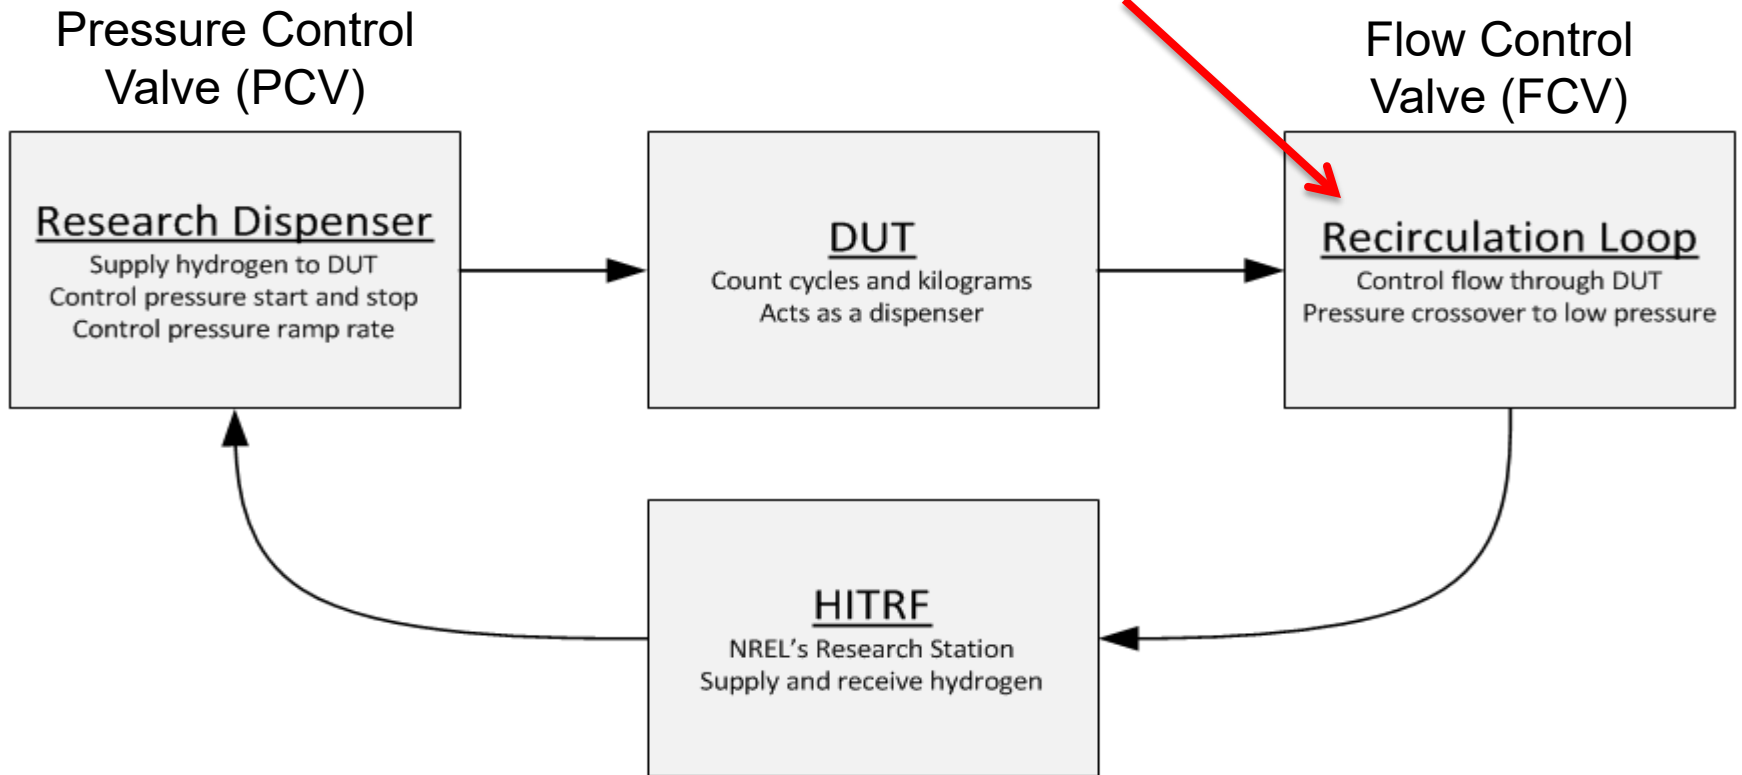 Pressure Control
Valve (PCV)
Flow Control
Valve (FCV)
Research Dispenser
Supply hydrogen to DUT
Control pressure start and stop
Control pressure ramp rate
DUT
Count cycles and kilograms
Acts as a dispenser
Recirculation Loop
Control flow through DUT
Pressure crossover to low pressure
HITRF
NREL’s Research Station
Supply and receive hydrogen